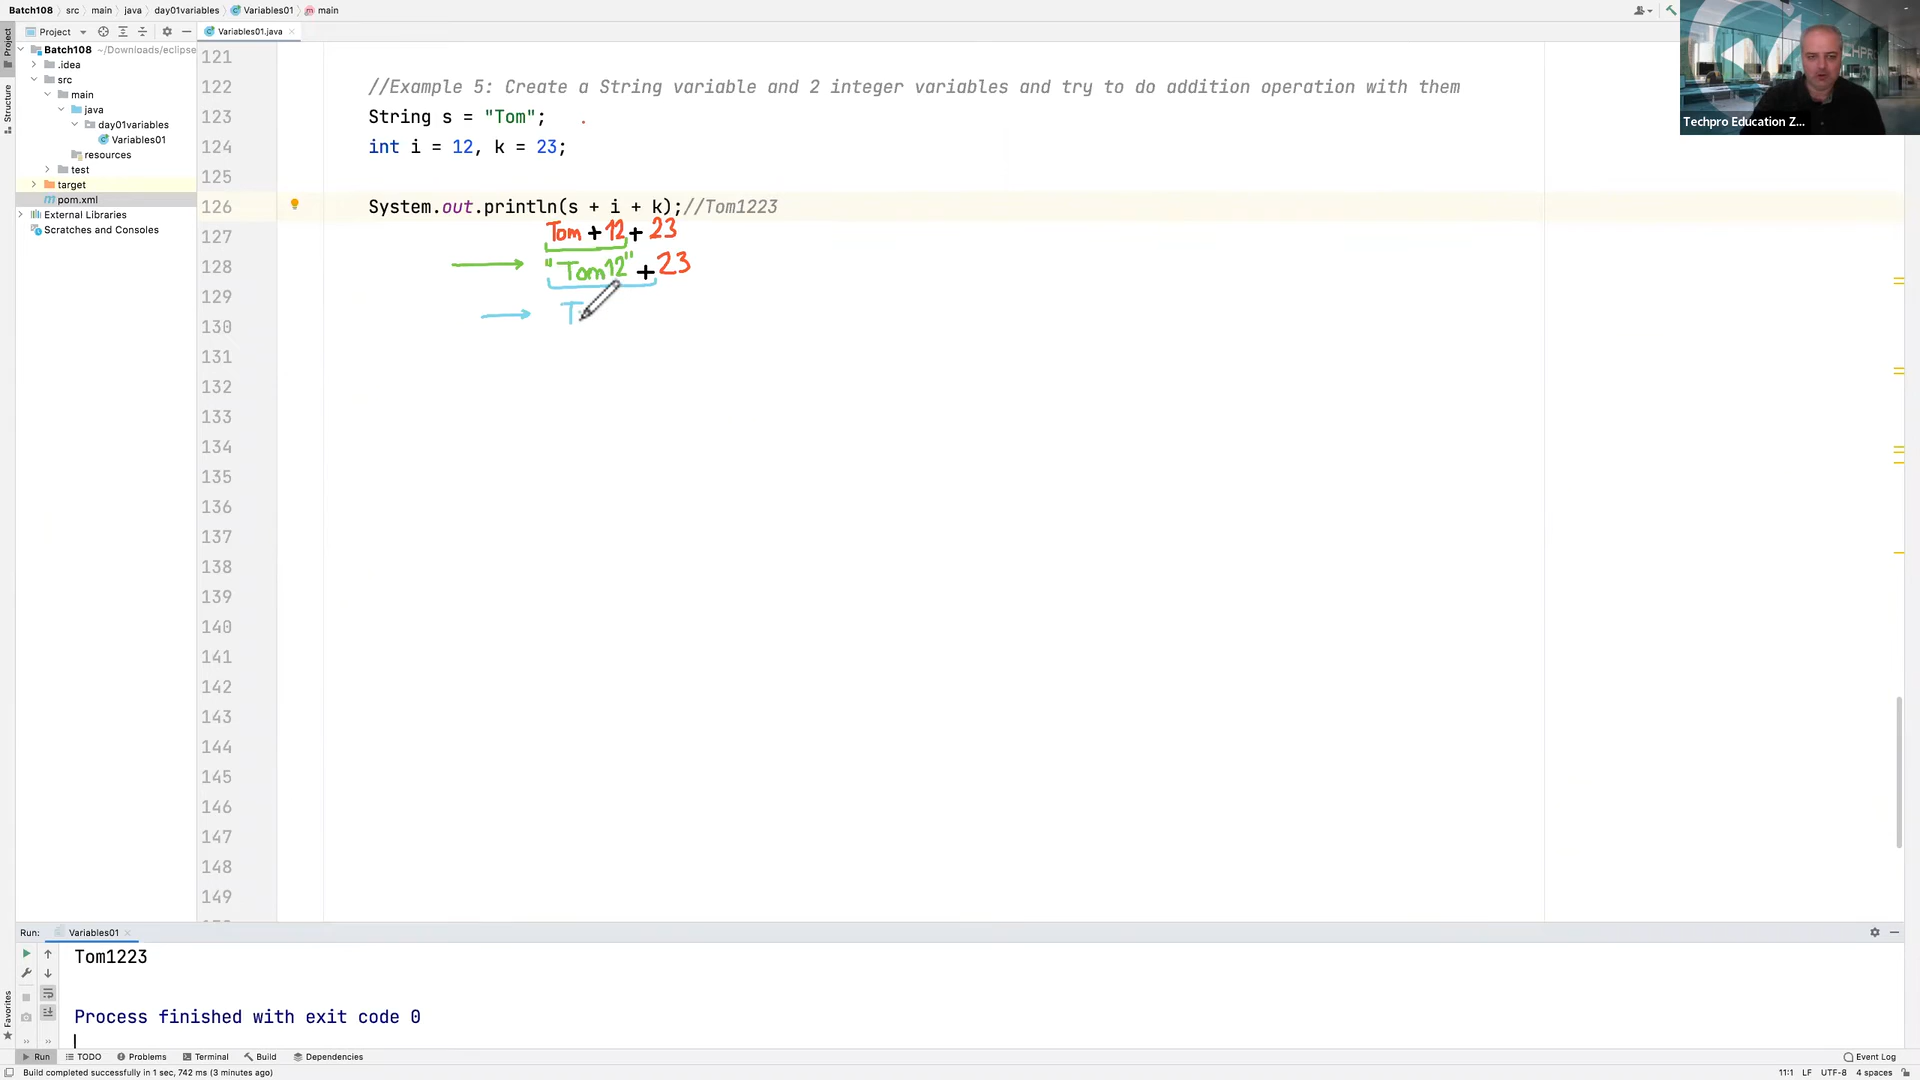 Batch108 src main java day01variables Variables01 main
Project
Variables01.java
Batch108 ~/Downloads/eclipse
.idea
src
main
java
day01variables
Variables01
resources
test
target
pom.xml
External Libraries
Scratches and Consoles
Project
Structure
Favorites
121
122 //Example 5: Create a String variable and 2 integer variables and try to do addition operation with them
123 String s = "Tom";
124 int i = 12, k = 23;
125
126 System.out.println(s + i + k);//Tom1223
127 Tom + 12 + 23
128 "Tom12" + 23
129 T
130
131
132
133
134
135
136
137
138
139
140
141
142
143
144
145
146
147
148
149
Techpro Education Z...
Run: Variables01
Tom1223
Process finished with exit code 0
Run TODO Problems Terminal Build Dependencies Event Log
Build completed successfully in 1 sec, 742 ms (3 minutes ago) 11:1 LF UTF-8 4 spaces